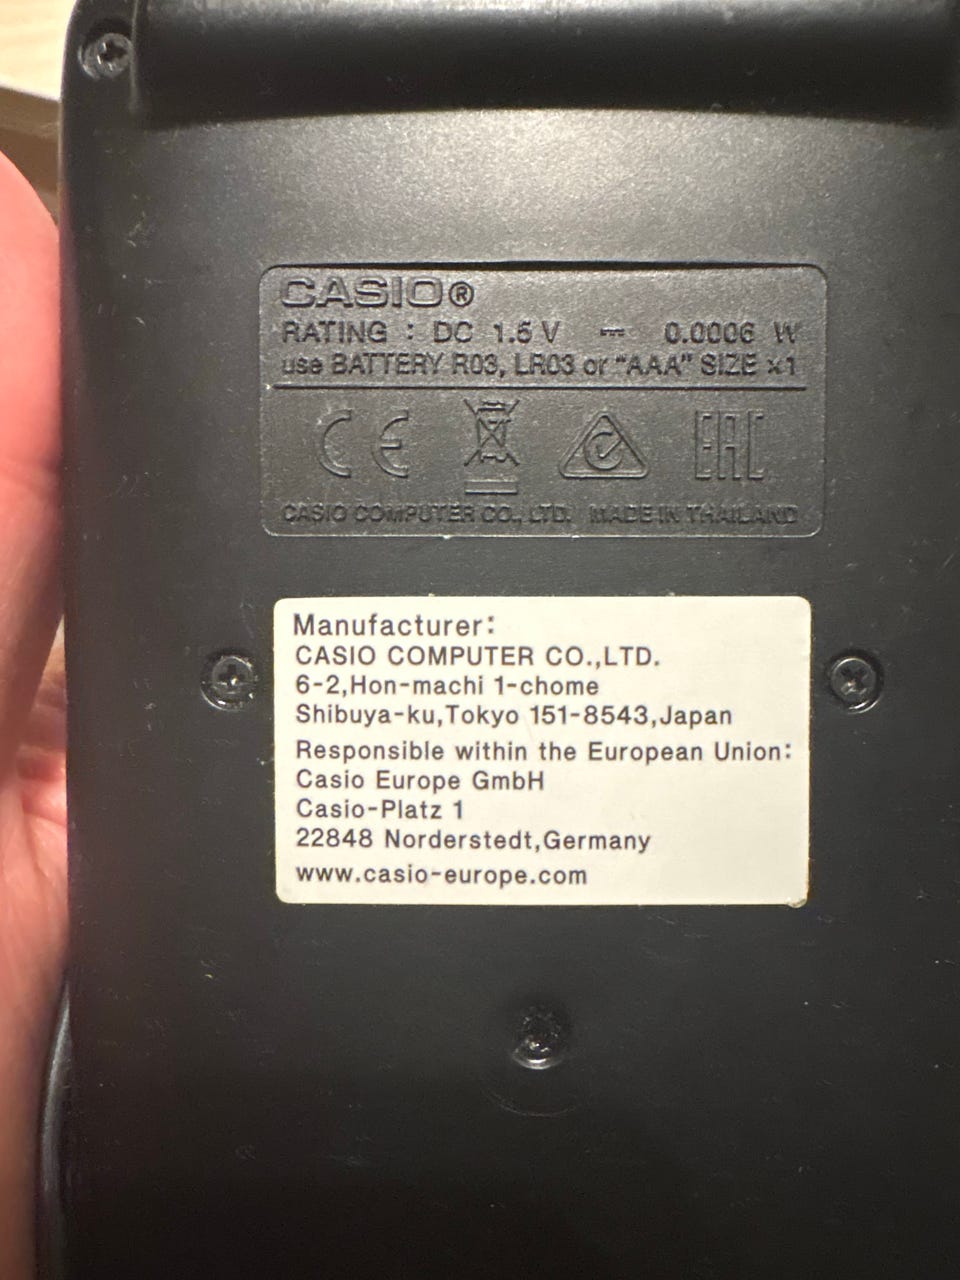 CASIO®
RATING : DC 1.5 V ⎓ 0.0006 W
use BATTERY R03, LR03 or “AAA” SIZE ×1
CE EAC
CASIO COMPUTER CO., LTD. MADE IN THAILAND
Manufacturer:
CASIO COMPUTER CO.,LTD.
6-2,Hon-machi 1-chome
Shibuya-ku,Tokyo 151-8543,Japan
Responsible within the European Union:
Casio Europe GmbH
Casio-Platz 1
22848 Norderstedt,Germany
www.casio-europe.com